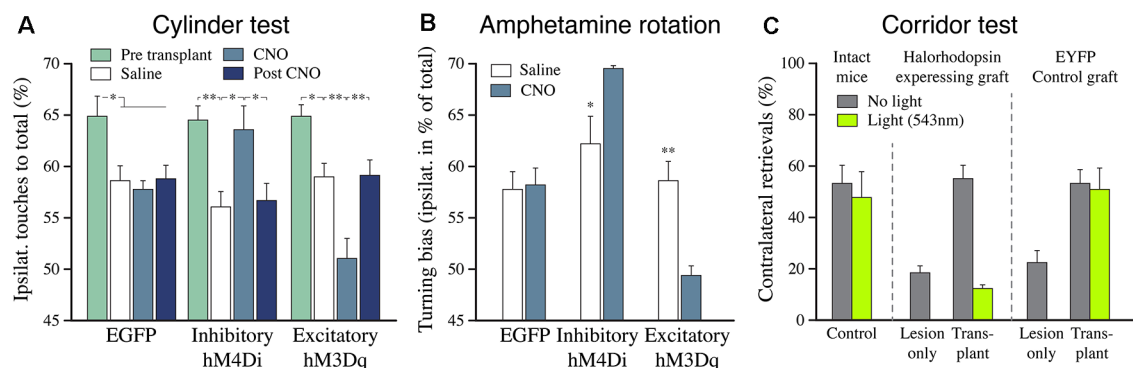 A Cylinder test
Pre transplant
Saline
CNO
Post CNO
Ipsilat. touches to total (%)
70
65
60
55
50
45
*
** * *
* ** **
EGFP
Inhibitory
hM4Di
Excitatory
hM3Dq
B Amphetamine rotation
Saline
CNO
Turning bias (ipsilat. in % of total)
70
65
60
55
50
45
*
**
EGFP
Inhibitory
hM4Di
Excitatory
hM3Dq
C Corridor test
Contralateral retrievals (%)
100
80
60
40
20
0
Intact
mice
Halorhodopsin
experessing graft
EYFP
Control graft
No light
Light (543nm)
Control
Lesion
only
Trans-
plant
Lesion
only
Trans-
plant